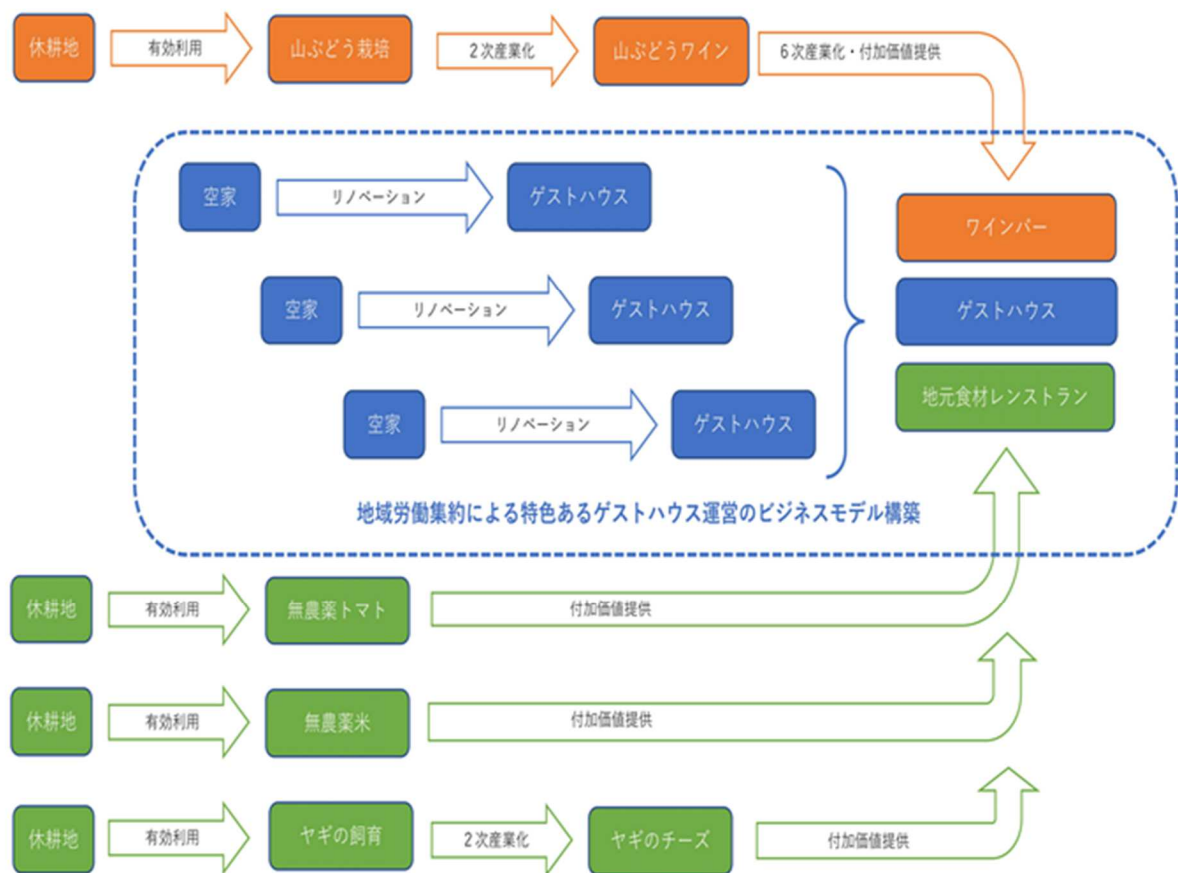 休耕地 有効利用 山ぶどう栽培 2次産業化 山ぶどうワイン 6次産業化・付加価値提供
空家 リノベーション ゲストハウス
ワインバー
空家 リノベーション ゲストハウス
ゲストハウス
空家 リノベーション ゲストハウス
地元食材レンストラン
地域労働集約による特色あるゲストハウス運営のビジネスモデル構築
休耕地 有効利用 無農薬トマト 付加価値提供
休耕地 有効利用 無農薬米 付加価値提供
休耕地 有効利用 ヤギの飼育 2次産業化 ヤギのチーズ 付加価値提供